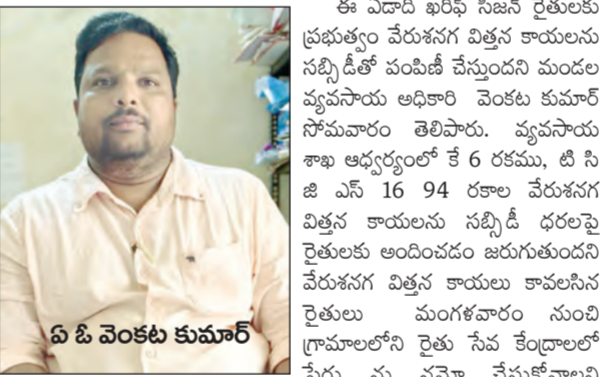 ఈ ఏడాది ఖరీఫ్ సీజన్ రైతులకు
ప్రభుత్వం వేరుశనగ విత్తన కాయలను
సబ్సిడీతో పంపిణీ చేస్తుందని మండల
వ్యవసాయ అధికారి వెంకట కుమార్
సోమవారం తెలిపారు. వ్యవసాయ
శాఖ ఆధ్వర్యంలో కే 6 రకము, టి సి
జి ఎస్ 16 94 రకాల వేరుశనగ
విత్తన కాయలను సబ్సిడీ ధరలపై
రైతులకు అందించడం జరుగుతుందని
వేరుశనగ విత్తన కాయలు కావలసిన
రైతులు మంగళవారం నుంచి
గ్రామాలలోని రైతు సేవ కేంద్రాలలో
ఏ ఓ వెంకట కుమార్